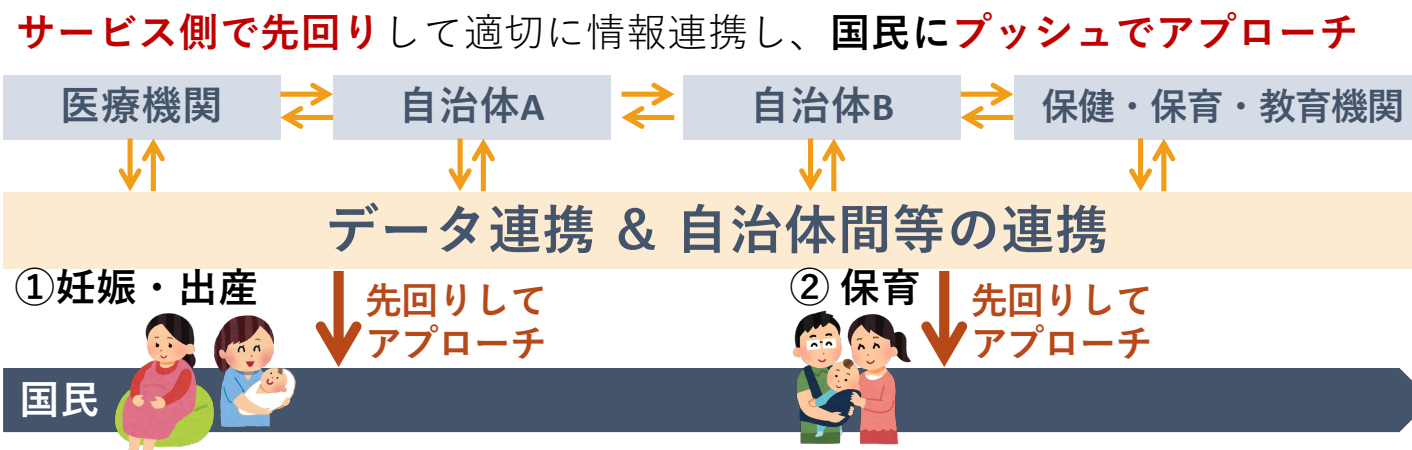 サービス側で先回りして適切に情報連携し、国民にプッシュでアプローチ
医療機関
自治体A
自治体B
保健・保育・教育機関
データ連携 & 自治体間等の連携
①妊娠・出産
先回りして
アプローチ
② 保育
先回りして
アプローチ
国民